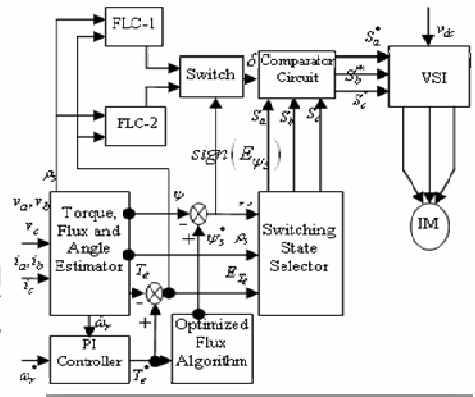 FLC-1
FLC-2
Switch
δ
Comparator
Circuit
S_a^*
S_b^*
S_c^*
v_dc
VSI
S_a
S_b
S_c
sign(E_ψs)
ρ_s
v_a, v_b
v_c
i_a, i_b
i_c
Torque,
Flux and
Angle
Estimator
ψ
-
+
ψ_s^*
ρ_s
T_e
-
+
E_Te
Switching
State
Selector
IM
ω_r
PI
Controller
ω_r^*
T_e^*
Optimized
Flux
Algorithm